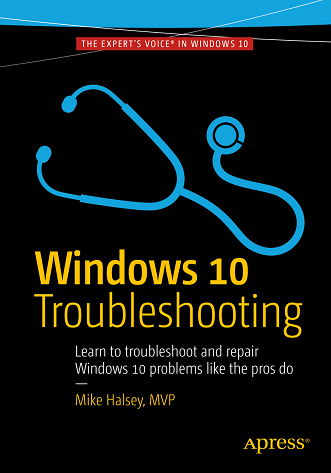 THE EXPERT'S VOICE® IN WINDOWS 10
Windows 10
Troubleshooting
Learn to troubleshoot and repair
Windows 10 problems like the pros do
—
Mike Halsey, MVP
Apress®